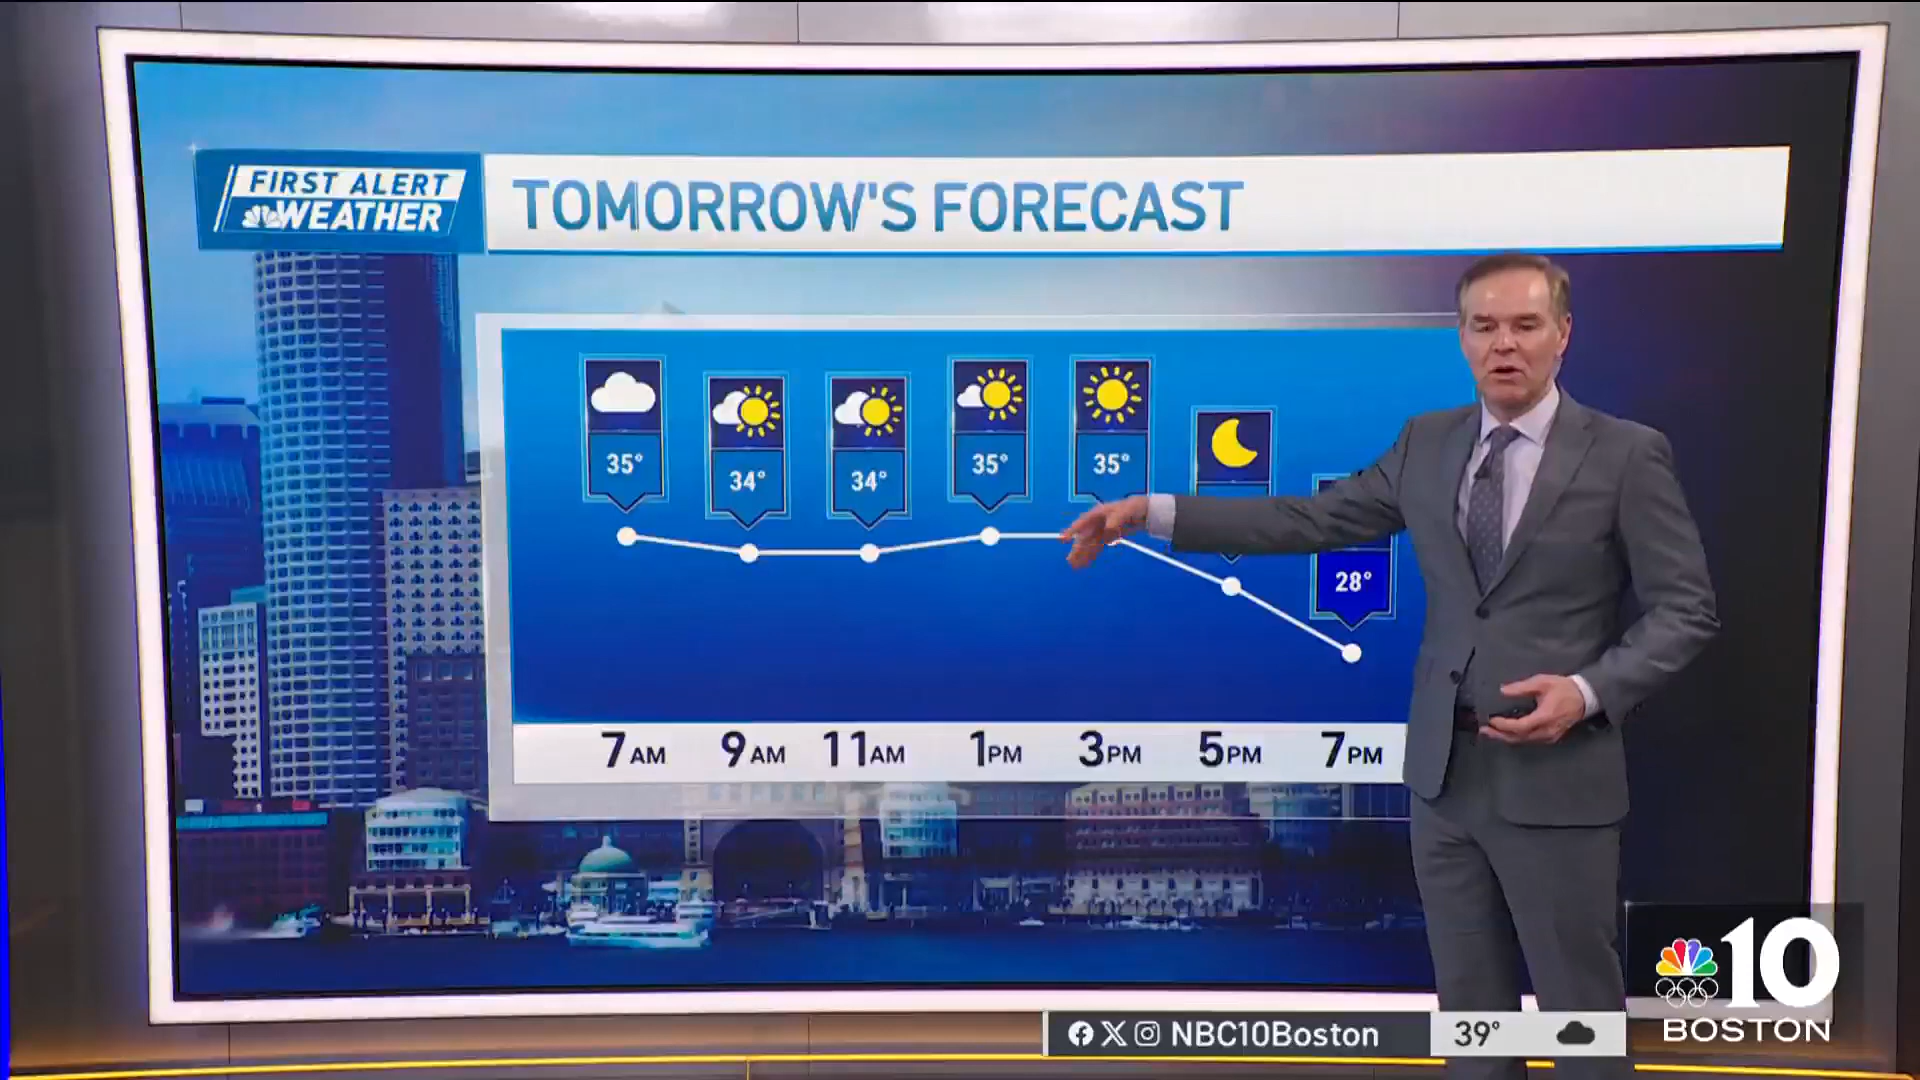 FIRST ALERT
WEATHER
TOMORROW'S FORECAST
35°
34°
34°
35°
35°
28°
7AM
9AM
11AM
1PM
3PM
5PM
7PM
NBC10Boston
39°
10
BOSTON